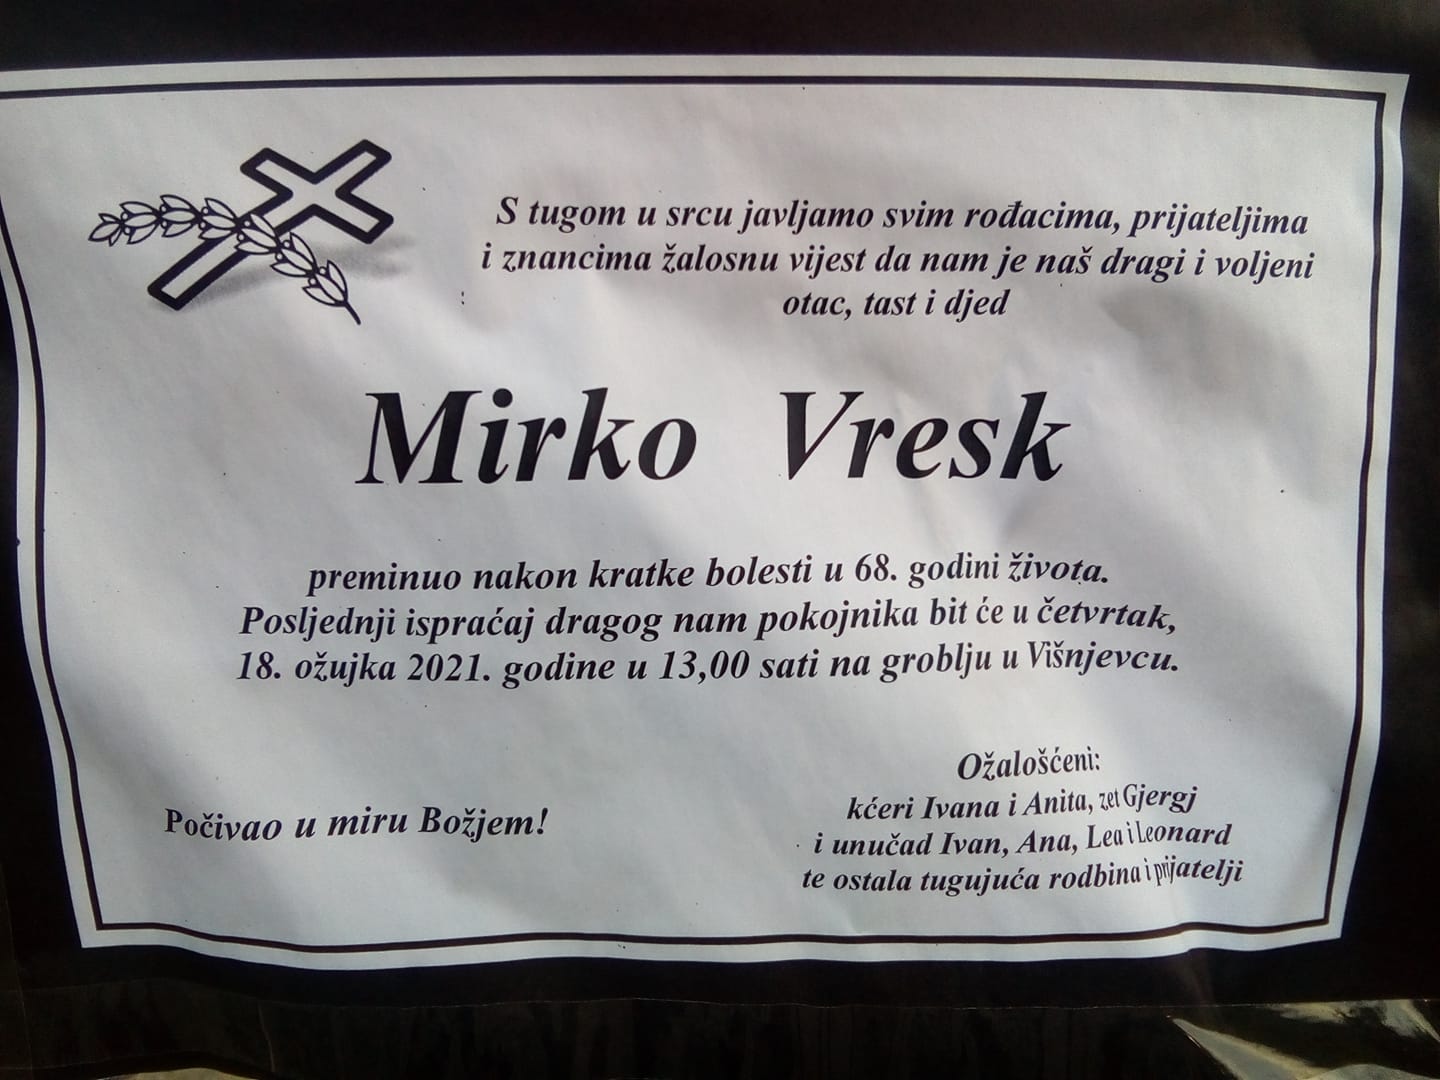 S tugom u srcu javljamo svim rođacima, prijateljima
i znancima žalosnu vijest da nam je naš dragi i voljeni
otac, tast i djed
Mirko Vresk
preminuo nakon kratke bolesti u 68. godini života.
Posljednji ispraćaj dragog nam pokojnika bit će u četvrtak,
18. ožujka 2021. godine u 13,00 sati na groblju u Višnjevcu.
Počivao u miru Božjem!
Ožalošćeni:
kćeri Ivana i Anita, zet Gjergj
i unučad Ivan, Ana, Lea i Leonard
te ostala tugujuća rodbina i prijatelji